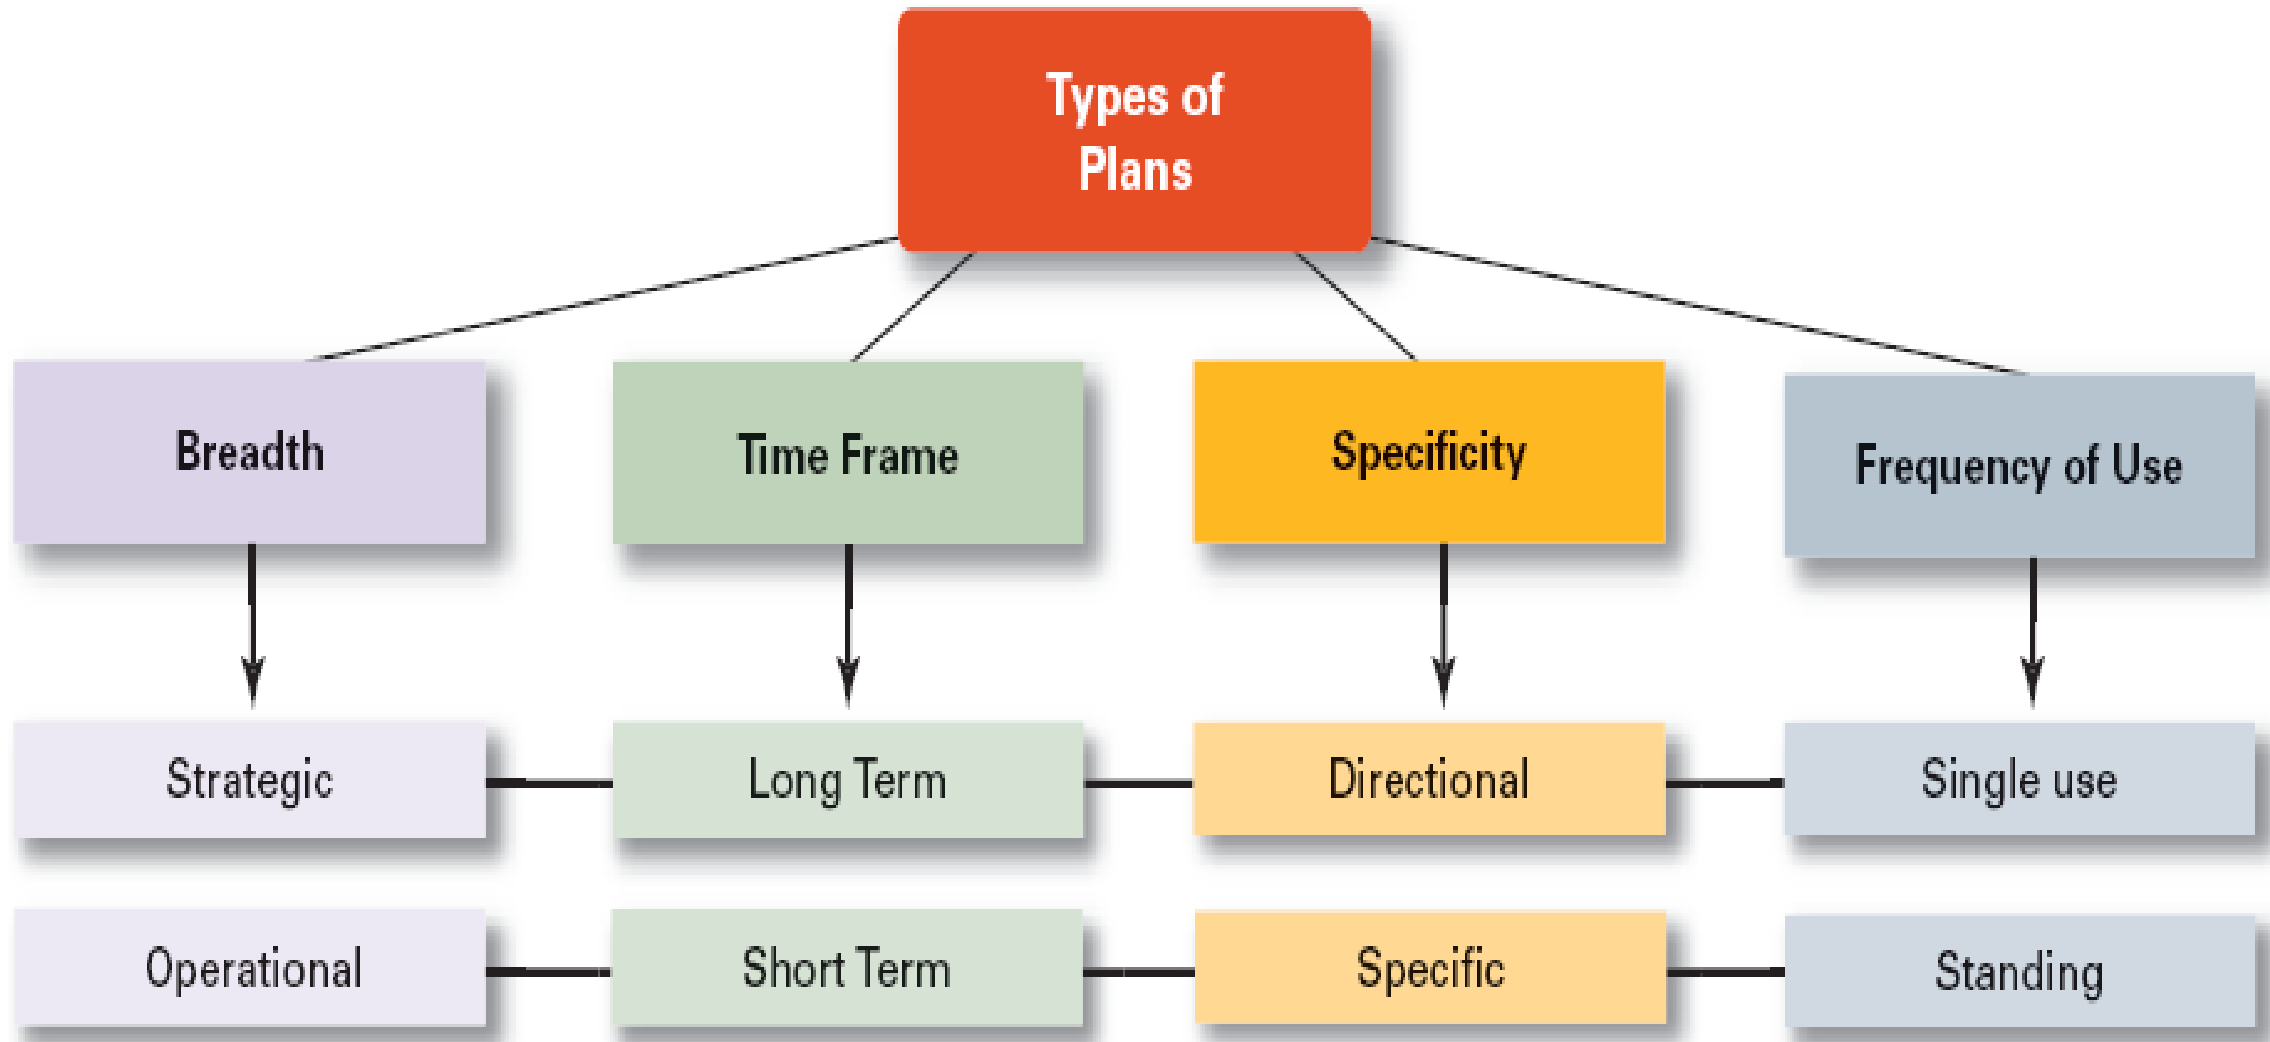 Types of
Plans
Breadth
Time Frame
Specificity
Frequency of Use
Strategic
Long Term
Directional
Single use
Operational
Short Term
Specific
Standing